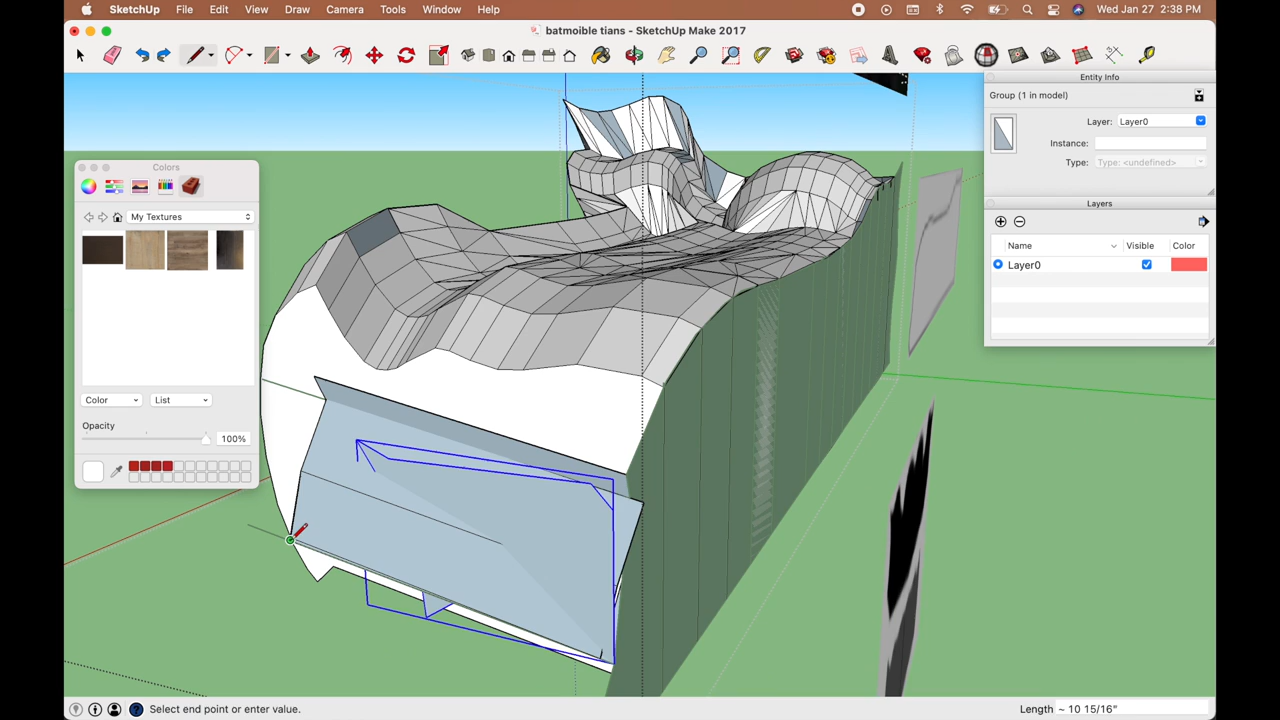 SketchUp File Edit View Draw Camera Tools Window Help Wed Jan 27 2:38 PM
batmoible tians - SketchUp Make 2017
Entity Info
Group (1 in model)
Layer: Layer0
Instance:
Type: Type: <undefined>
Layers
Name Visible Color
Layer0
Colors
My Textures
Color List
Opacity
100%
Select end point or enter value.
Length ~ 10 15/16"